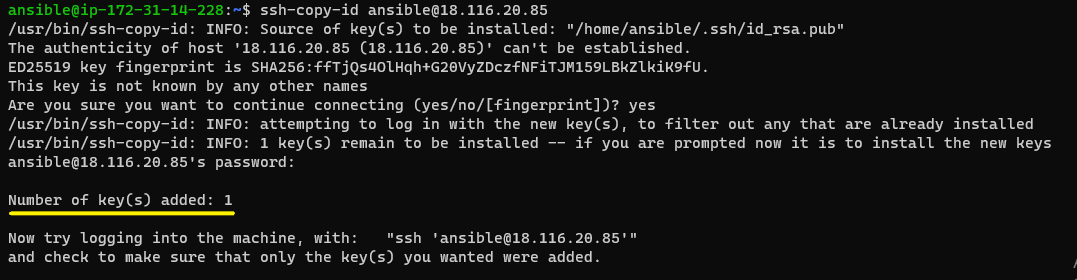 ansible@ip-172-31-14-228:~$ ssh-copy-id ansible@18.116.20.85
/usr/bin/ssh-copy-id: INFO: Source of key(s) to be installed: "/home/ansible/.ssh/id_rsa.pub"
The authenticity of host '18.116.20.85 (18.116.20.85)' can't be established.
ED25519 key fingerprint is SHA256:ffTjQs4OlHqh+G20VyZDczfNFiTJM159LBkZlkiK9fU.
This key is not known by any other names
Are you sure you want to continue connecting (yes/no/[fingerprint])? yes
/usr/bin/ssh-copy-id: INFO: attempting to log in with the new key(s), to filter out any that are already installed
/usr/bin/ssh-copy-id: INFO: 1 key(s) remain to be installed -- if you are prompted now it is to install the new keys
ansible@18.116.20.85's password:
Number of key(s) added: 1
Now try logging into the machine, with:   "ssh 'ansible@18.116.20.85'"
and check to make sure that only the key(s) you wanted were added.